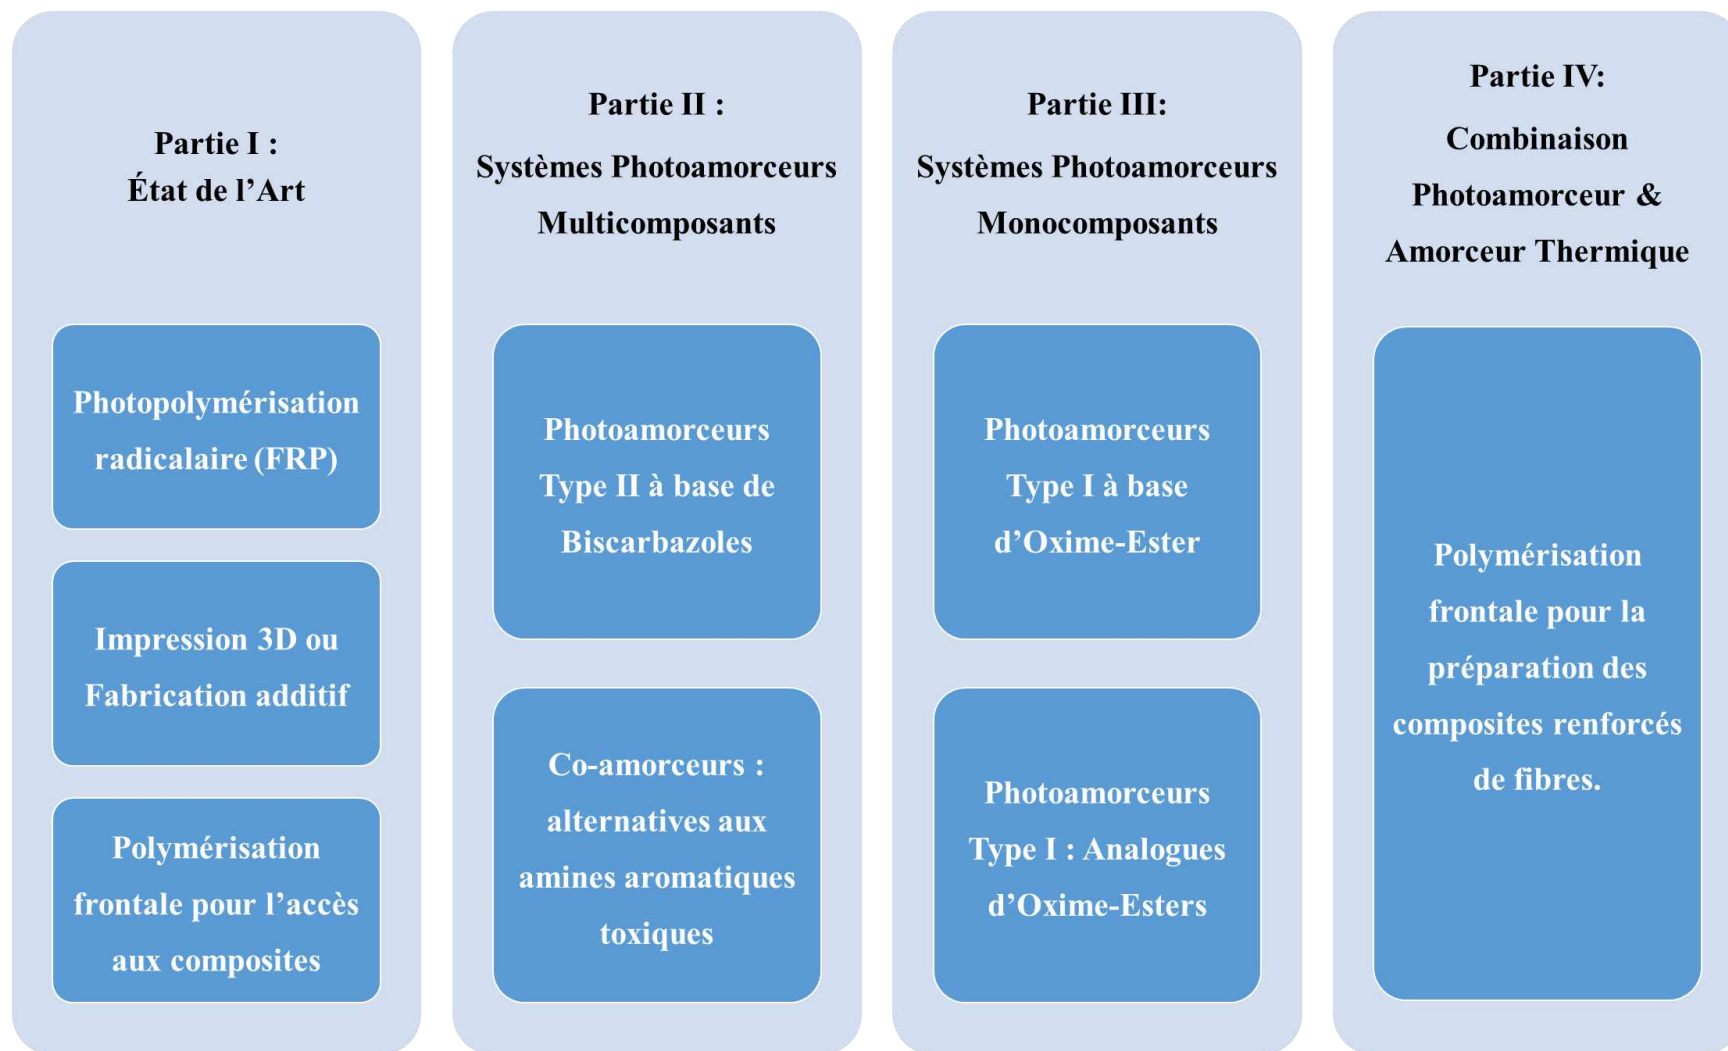 Partie I :
État de l’Art
Photopolymérisation
radicalaire (FRP)
Impression 3D ou
Fabrication additif
Polymérisation
frontale pour l’accès
aux composites
Partie II :
Systèmes Photoamorceurs
Multicomposants
Photoamorceurs
Type II à base de
Biscarbazoles
Co-amorceurs :
alternatives aux
amines aromatiques
toxiques
Partie III:
Systèmes Photoamorceurs
Monocomposants
Photoamorceurs
Type I à base
d’Oxime-Ester
Photoamorceurs
Type I : Analogues
d’Oxime-Esters
Partie IV:
Combinaison
Photoamorceur &
Amorceur Thermique
Polymérisation
frontale pour la
préparation des
composites renforcés
de fibres.